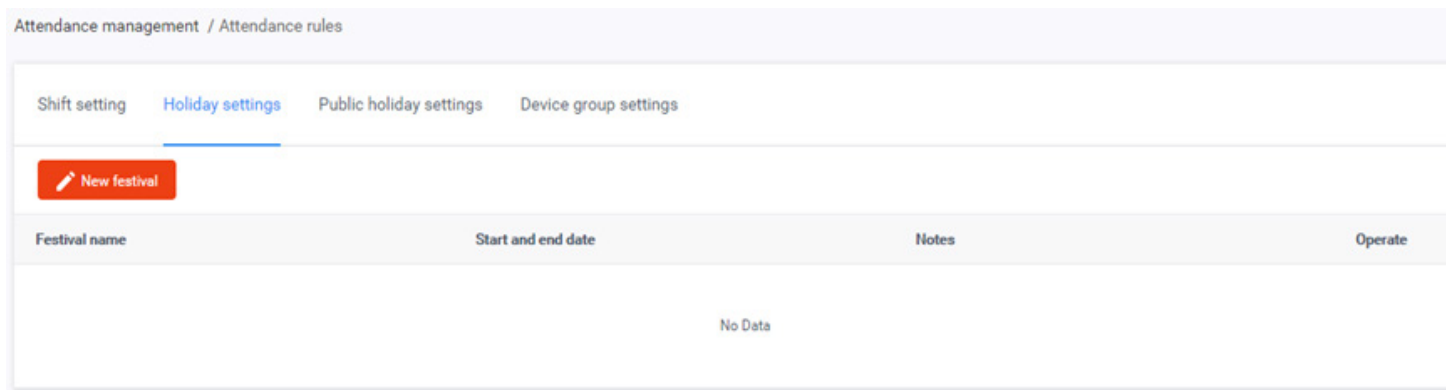 Attendance management / Attendance rules
Shift setting Holiday settings Public holiday settings Device group settings
New festival
Festival name Start and end date Notes Operate
No Data